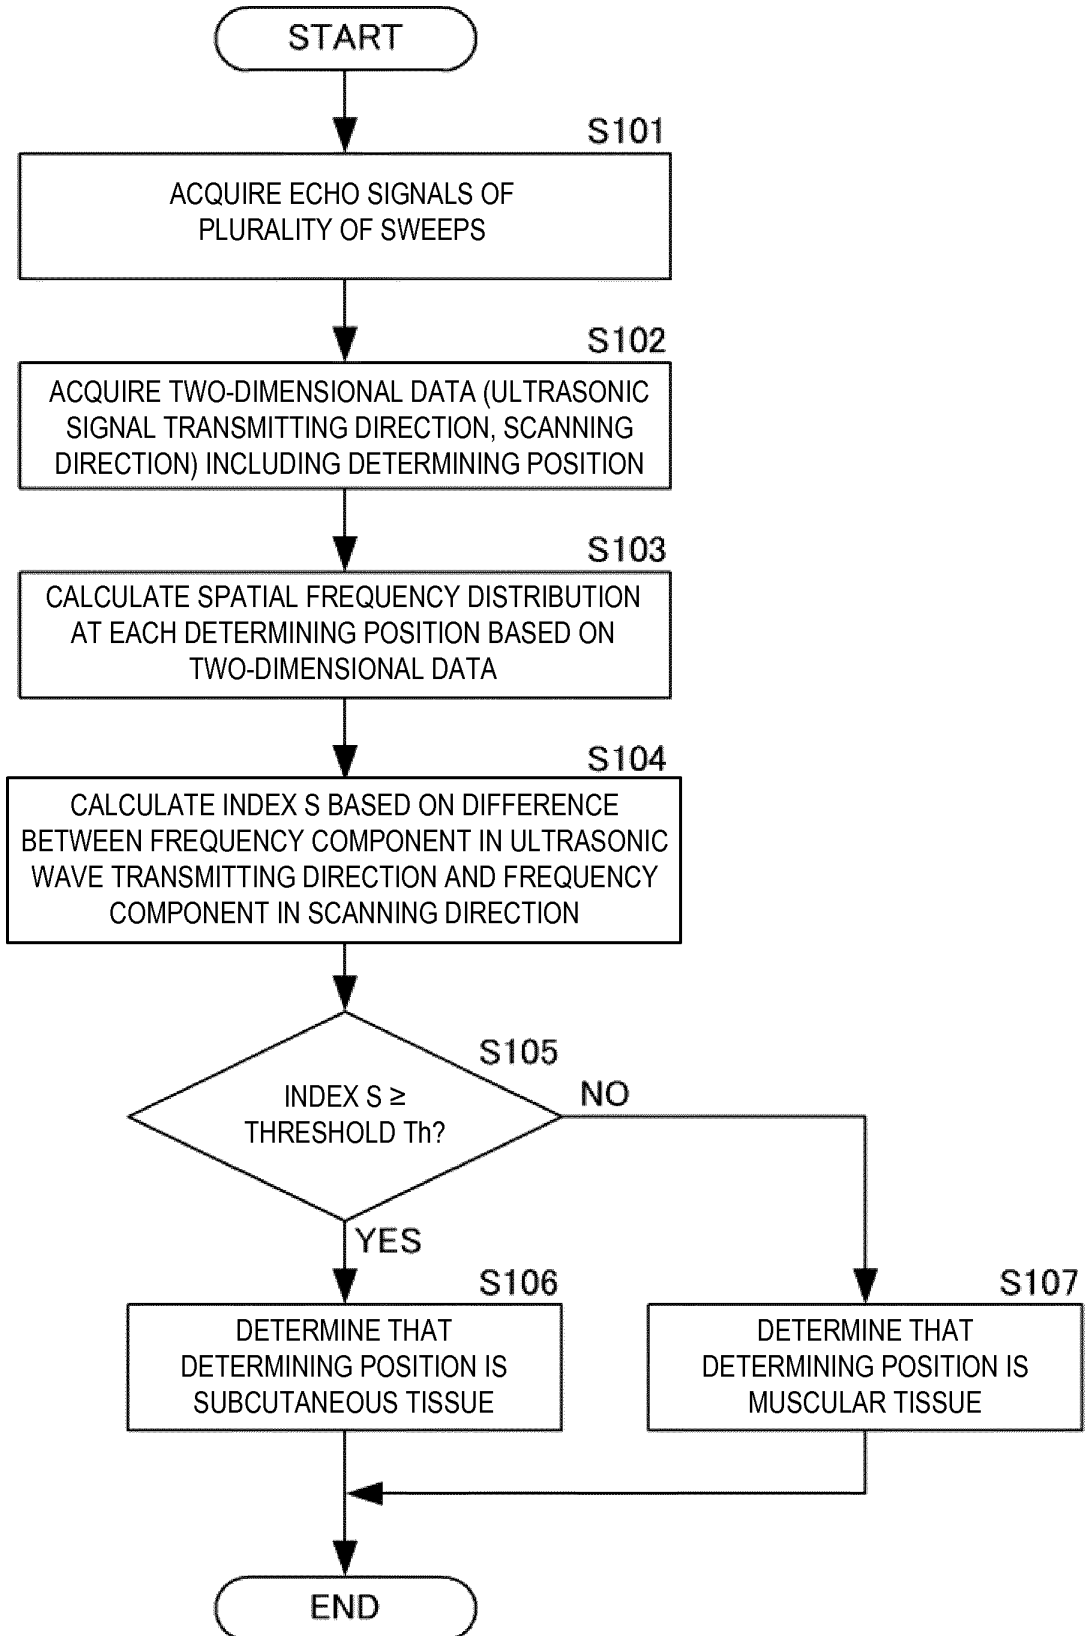 START
S101
ACQUIRE ECHO SIGNALS OF
PLURALITY OF SWEEPS
S102
ACQUIRE TWO-DIMENSIONAL DATA (ULTRASONIC
SIGNAL TRANSMITTING DIRECTION, SCANNING
DIRECTION) INCLUDING DETERMINING POSITION
S103
CALCULATE SPATIAL FREQUENCY DISTRIBUTION
AT EACH DETERMINING POSITION BASED ON
TWO-DIMENSIONAL DATA
S104
CALCULATE INDEX S BASED ON DIFFERENCE
BETWEEN FREQUENCY COMPONENT IN ULTRASONIC
WAVE TRANSMITTING DIRECTION AND FREQUENCY
COMPONENT IN SCANNING DIRECTION
S105
INDEX S ≥
THRESHOLD Th?
NO
YES
S106
DETERMINE THAT
DETERMINING POSITION IS
SUBCUTANEOUS TISSUE
S107
DETERMINE THAT
DETERMINING POSITION IS
MUSCULAR TISSUE
END